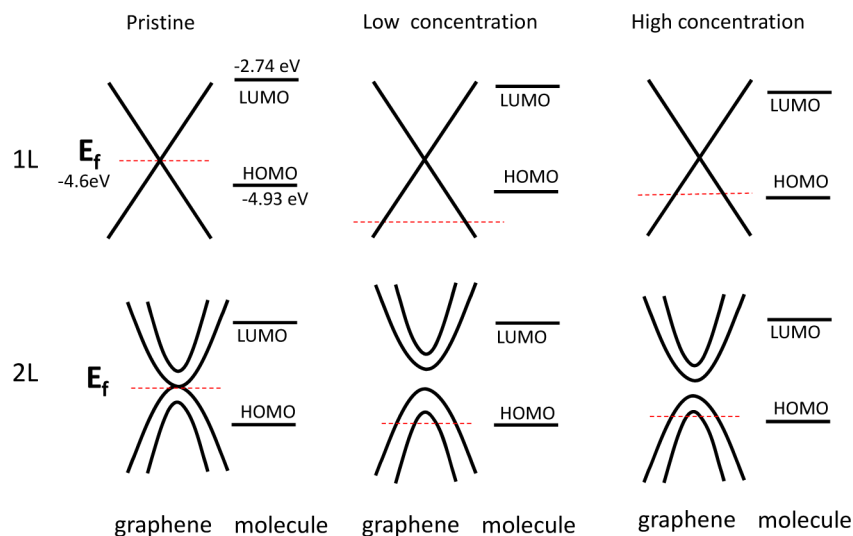 Pristine
Low concentration
High concentration
-2.74 eV
LUMO
LUMO
LUMO
1L
Ef
-4.6eV
HOMO
-4.93 eV
HOMO
HOMO
2L
Ef
LUMO
HOMO
LUMO
HOMO
LUMO
HOMO
graphene molecule
graphene molecule
graphene molecule